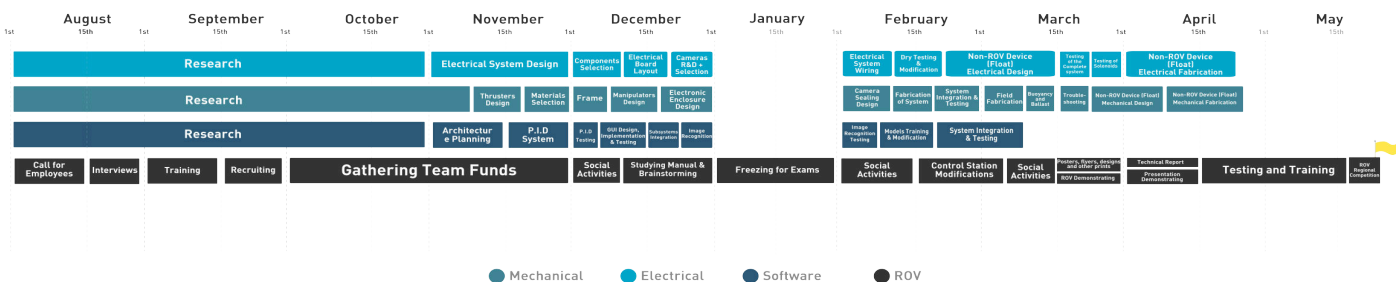 August September October November December January February March April May
1st 15th 1st 15th 1st 15th 1st 15th 1st 15th 1st 15th 1st 15th 1st 15th 1st 15th 1st 15th
Research
Electrical System Design
Components
Selection
Electrical
Board
Layout
Cameras
R&D +
Selection
Electrical
System
Wiring
Dry Testing
&
Modification
Non-ROV Device
(Float)
Electrical Design
Testing
of the
Complete
system
Testing of
Solenoids
Non-ROV Device
(Float)
Electrical Fabrication
Research
Thrusters
Design
Materials
Selection
Frame
Manipulators
Design
Electronic
Enclosure Design
Camera
Sealing
Design
Fabrication
of System
System
Integration &
Testing
Field
Fabrication
Buoyancy
and
Ballast
Trouble-
shooting
Non-ROV Device (Float)
Mechanical Design
Non-ROV Device (Float)
Mechanical Fabrication
Research
Architectur
e Planning
P.I.D
System
P.I.D
Testing
GUI Design,
Implementation
& Testing
Subsystems
Integration
Image
Recognition
Image
Recognition
Testing
Models Training
& Modification
System Integration
& Testing
Call for
Employees
Interviews
Training
Recruiting
Gathering Team Funds
Social
Activities
Studying Manual &
Brainstorming
Freezing for Exams
Social
Activities
Control Station
Modifications
Social
Activities
Posters, flyers, designs
and other prints
ROV Demonstrating
Technical Report
Presentation
Demonstrating
Testing and Training
ROV
Regional
Competition
Mechanical Electrical Software ROV